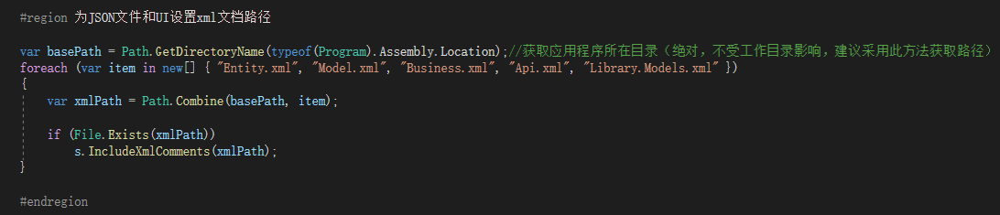 #region 为JSON文件和UI设置xml文档路径
var basePath = Path.GetDirectoryName(typeof(Program).Assembly.Location);//获取应用程序所在目录（绝对，不受工作目录影响，建议采用此方法获取路径）
foreach (var item in new[] { "Entity.xml", "Model.xml", "Business.xml", "Api.xml", "Library.Models.xml" })
{
    var xmlPath = Path.Combine(basePath, item);
    if (File.Exists(xmlPath))
        s.IncludeXmlComments(xmlPath);
}
#endregion